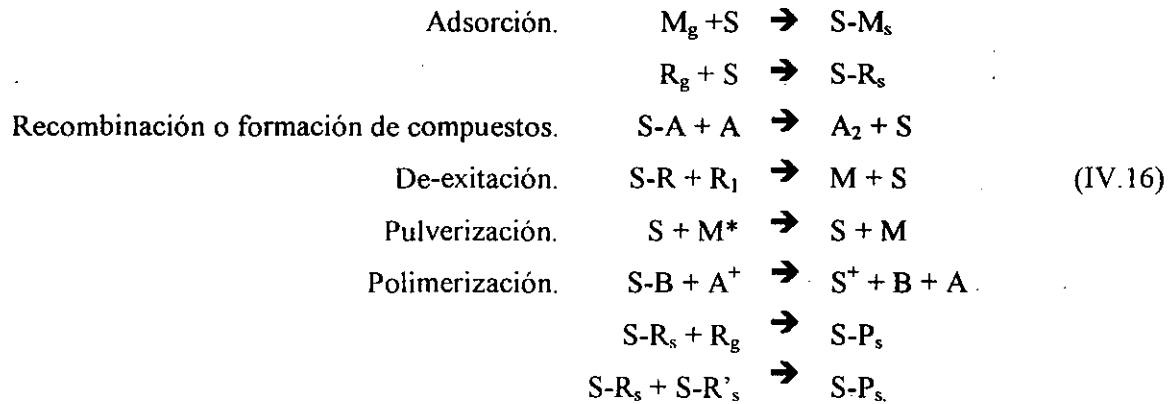 Adsorción. M_g +S ➔ S-M_s
R_g + S ➔ S-R_s
Recombinación o formación de compuestos. S-A + A ➔ A_2 + S
De-exitación. S-R + R_1 ➔ M + S (IV.16)
Pulverización. S + M* ➔ S + M
Polimerización. S-B + A^+ ➔ S^+ + B + A
S-R_s + R_g ➔ S-P_s
S-R_s + S-R’_s ➔ S-P_s.